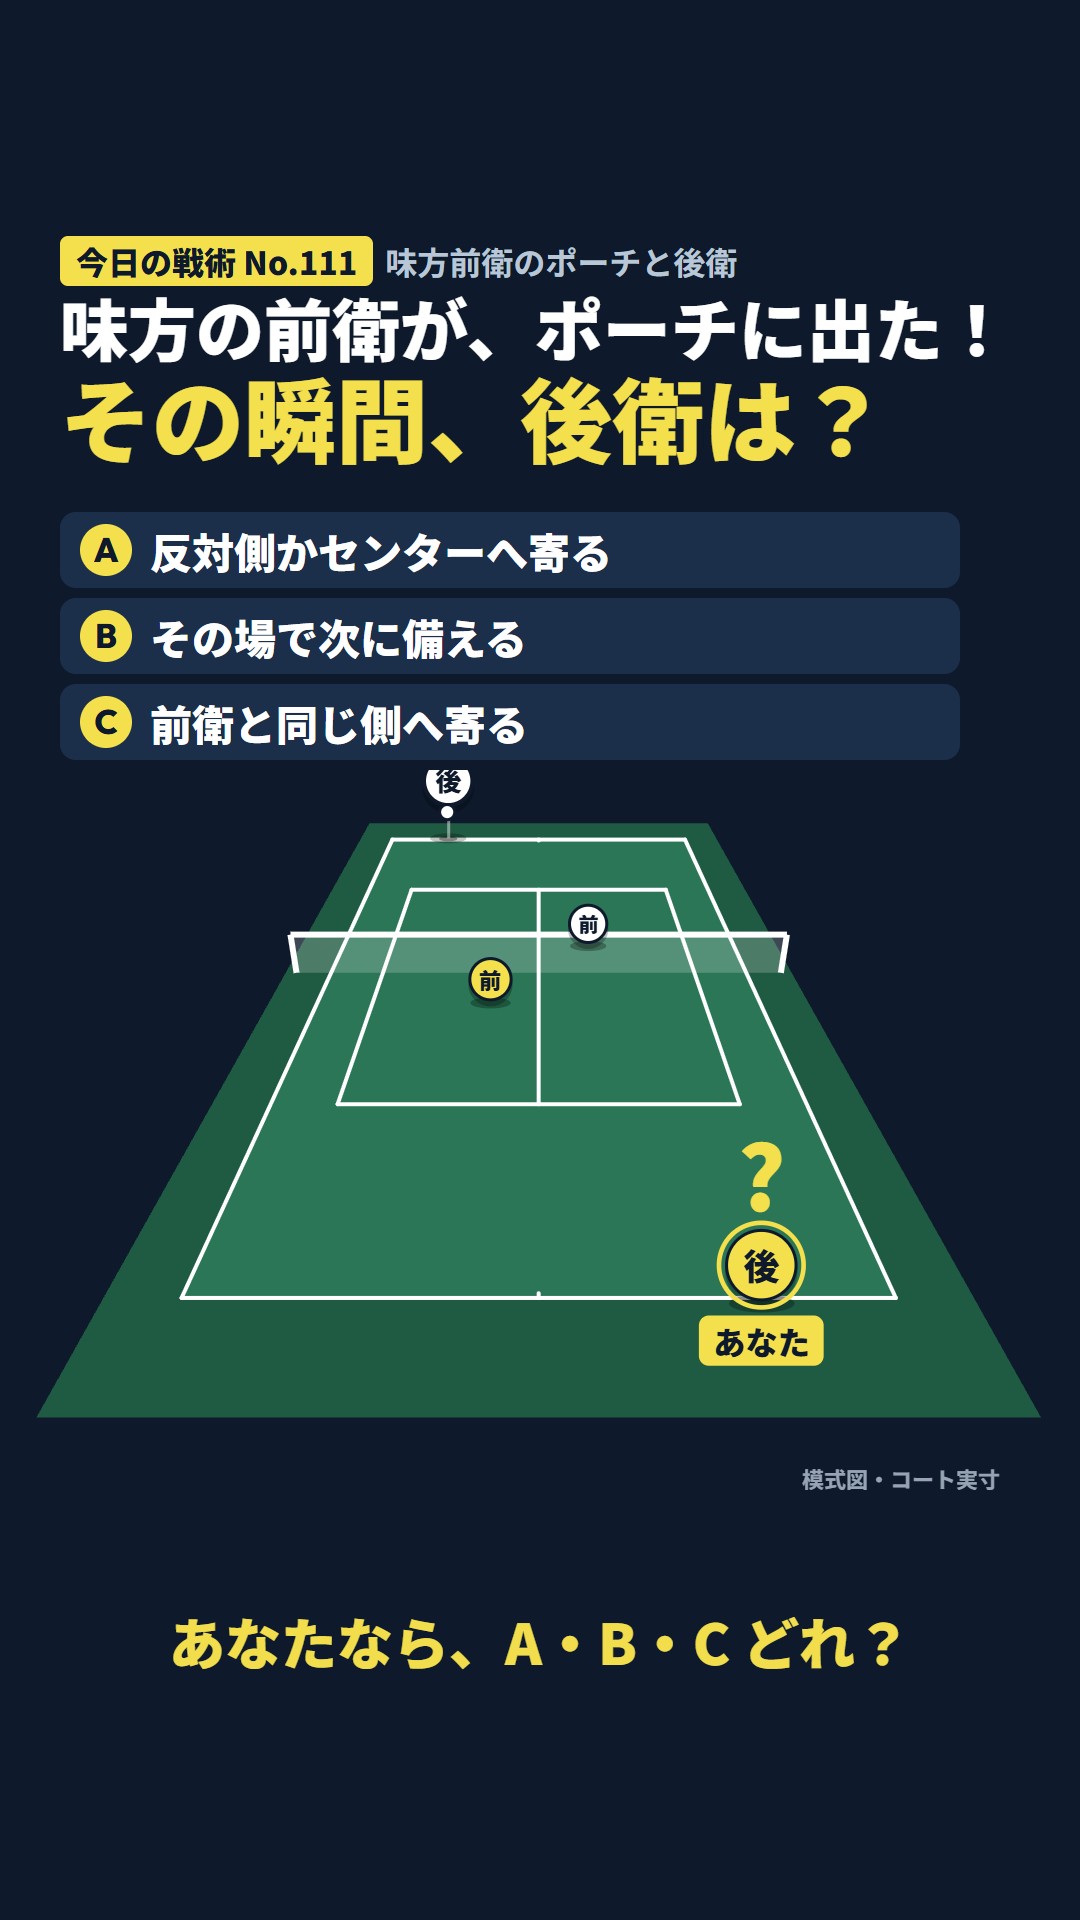 今日の戦術 No.111 味方前衛のポーチと後衛
味方の前衛が、ポーチに出た！
その瞬間、後衛は？
A 反対側かセンターへ寄る
B その場で次に備える
C 前衛と同じ側へ寄る
後
前
前
?
後
あなた
模式図・コート実寸
あなたなら、A・B・C どれ？